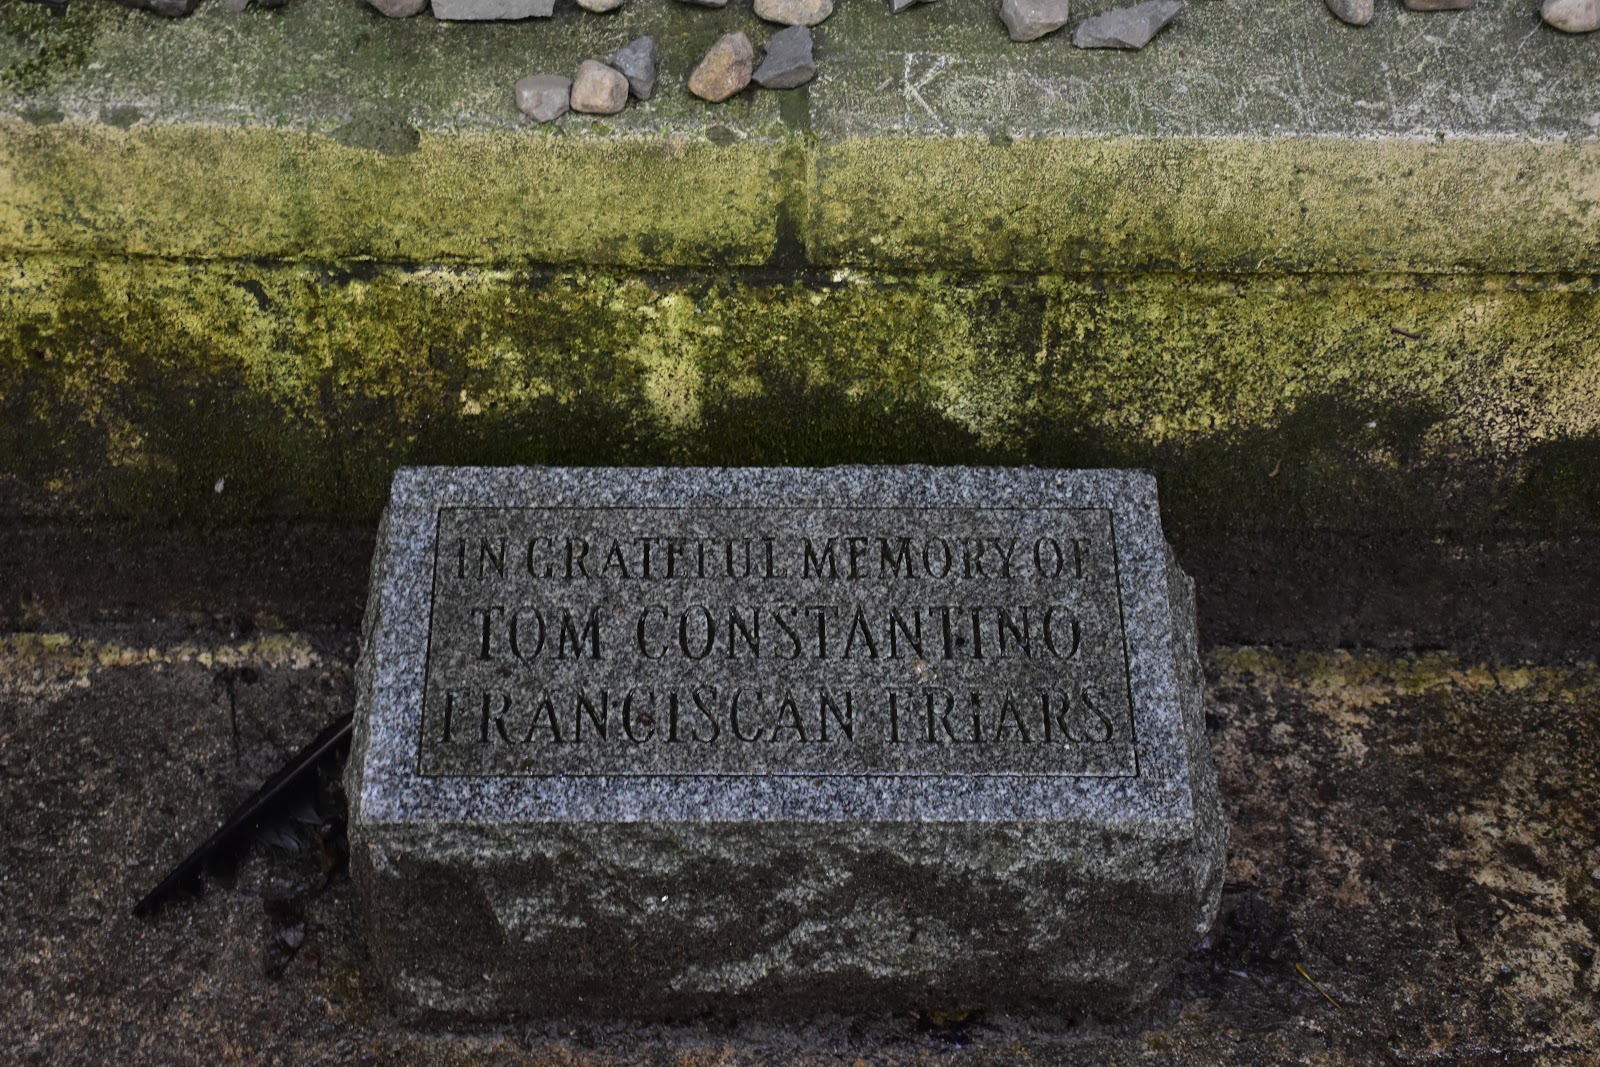 IN GRATEFUL MEMORY OF
TOM CONSTANTINO
FRANCISCAN FRIARS